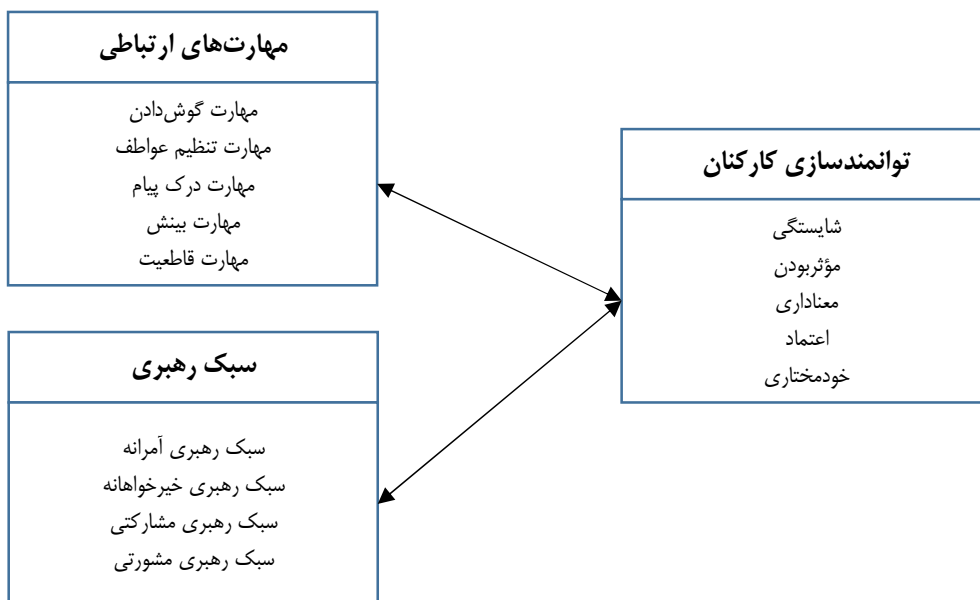 مهارت‌های ارتباطی
مهارت گوش‌دادن
مهارت تنظیم عواطف
مهارت درک پیام
مهارت بینش
مهارت قاطعیت
توانمندسازی کارکنان
شایستگی
مؤثربودن
معناداری
اعتماد
خودمختاری
سبک رهبری
سبک رهبری آمرانه
سبک رهبری خیرخواهانه
سبک رهبری مشارکتی
سبک رهبری مشورتی